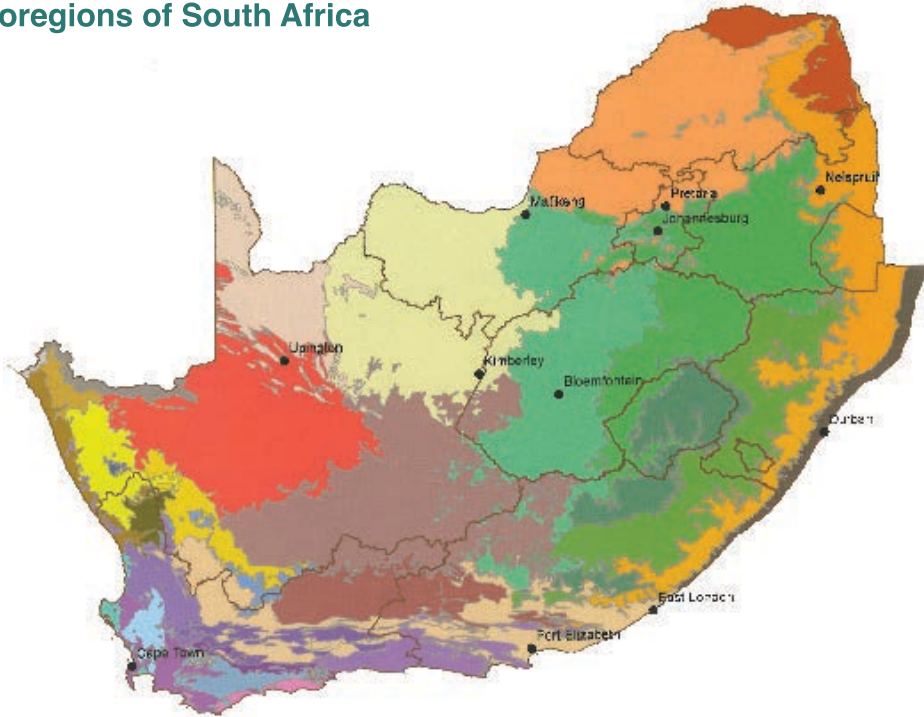 oregions of South Africa
Nelspruit
Pretoria
Mafikeng
Johannesburg
Upington
Kimberley
Bloemfontein
Durban
East London
Port Elizabeth
Cape Town